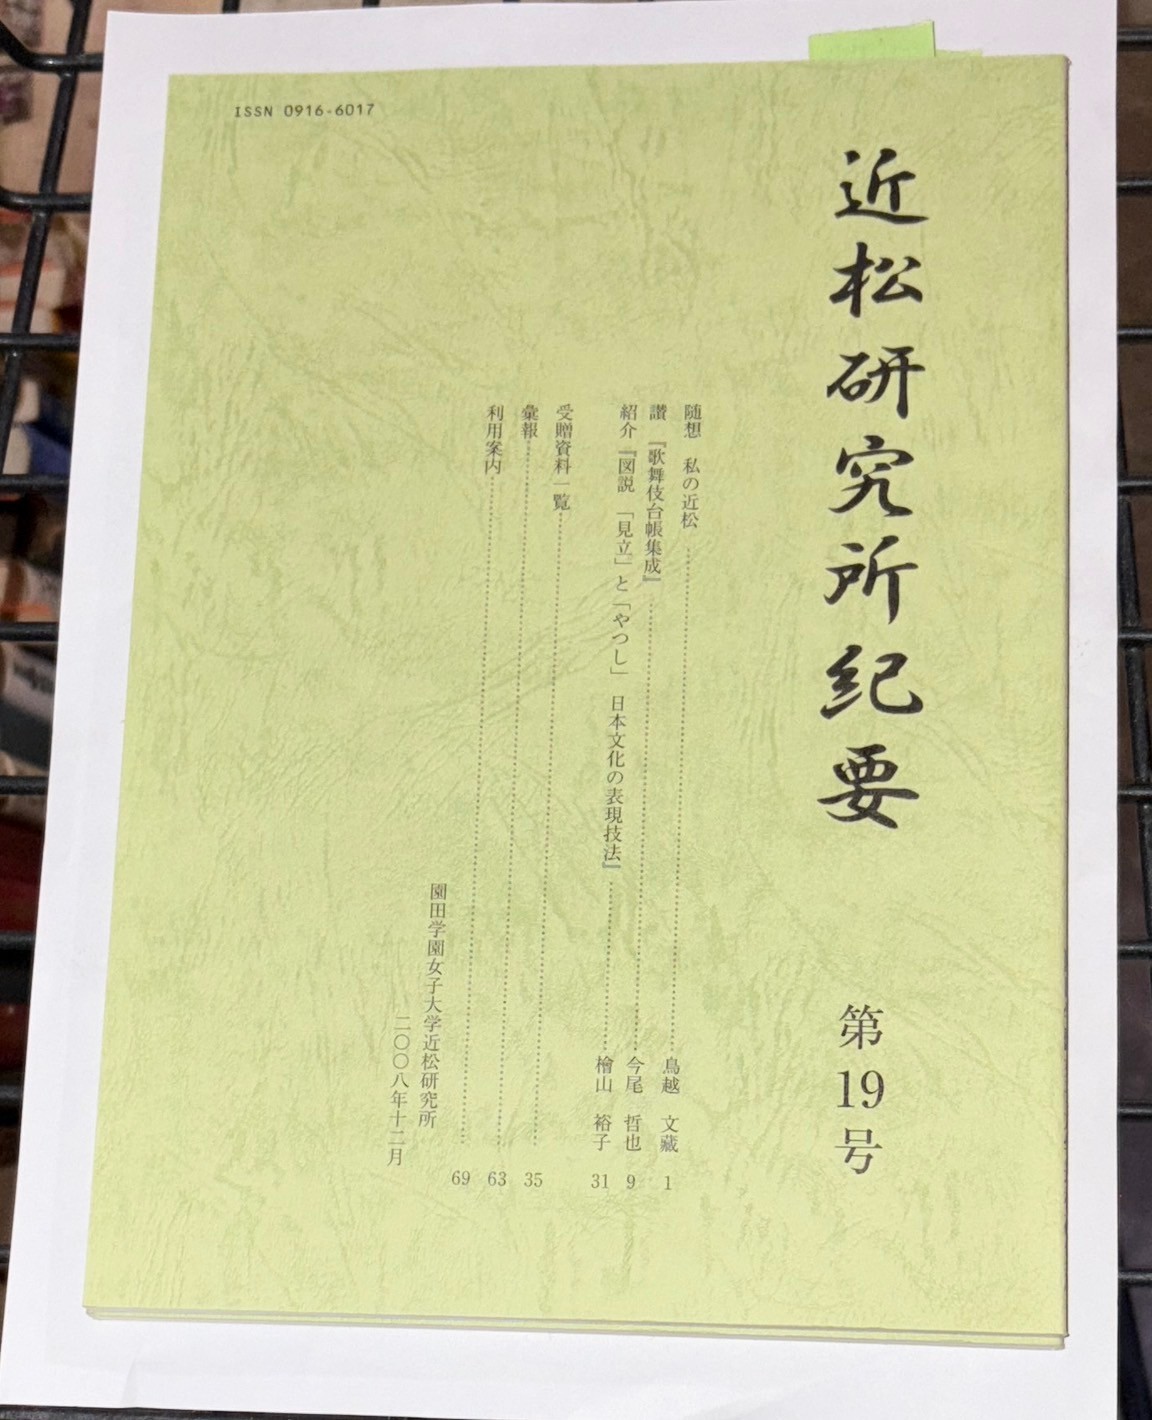 ISSN 0916-6017
近松研究所紀要 第19号
随想 私の近松 鳥越 文藏 1
讃 『歌舞伎台帳集成』 今尾 哲也 9
紹介『図説 「見立」と「やつし」 日本文化の表現技法』 檜山 裕子 31
受贈資料一覧 35
彙報 63
利用案内 69
園田学園女子大学近松研究所
二〇〇八年十二月